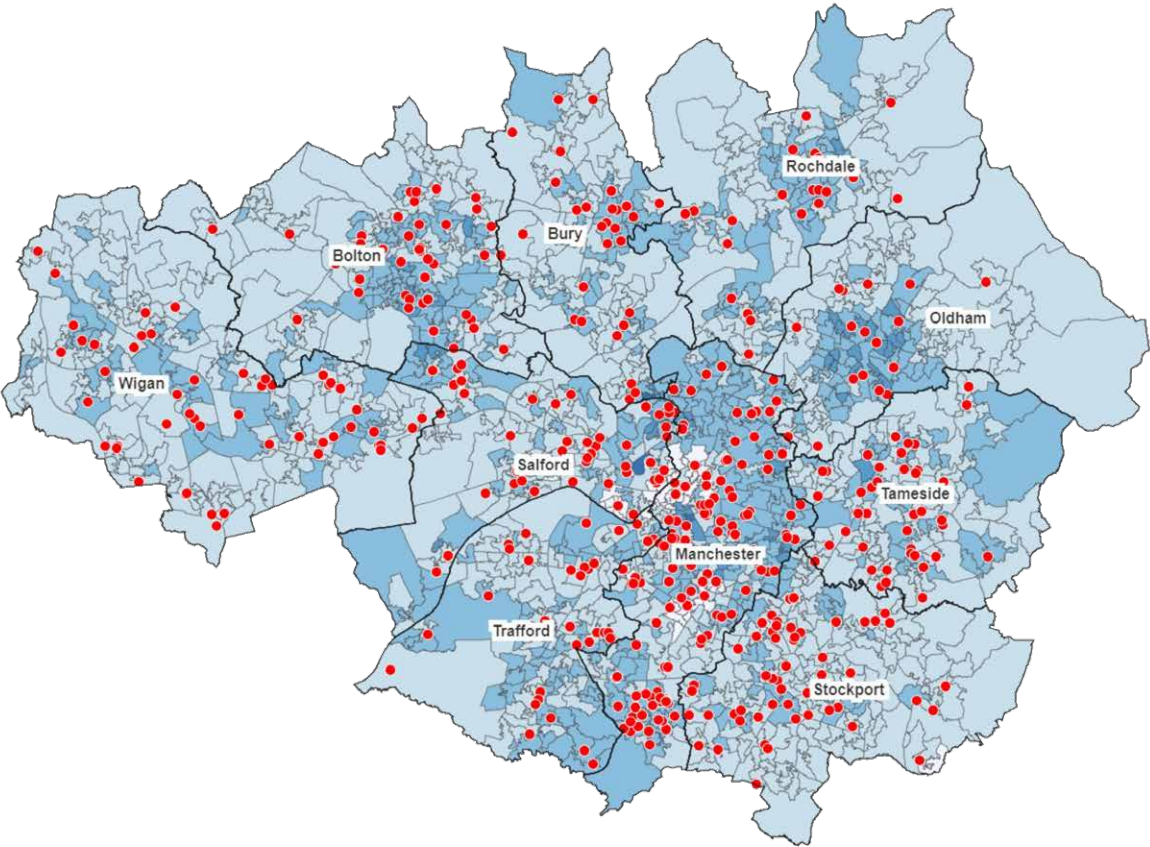 Rochdale
Bury
Bolton
Oldham
Wigan
Salford
Tameside
Manchester
Trafford
Stockport